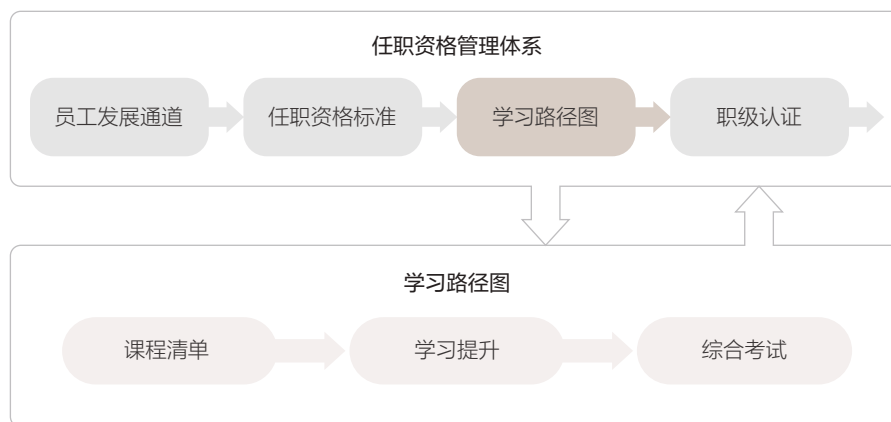 任职资格管理体系
员工发展通道
任职资格标准
学习路径图
职级认证
学习路径图
课程清单
学习提升
综合考试